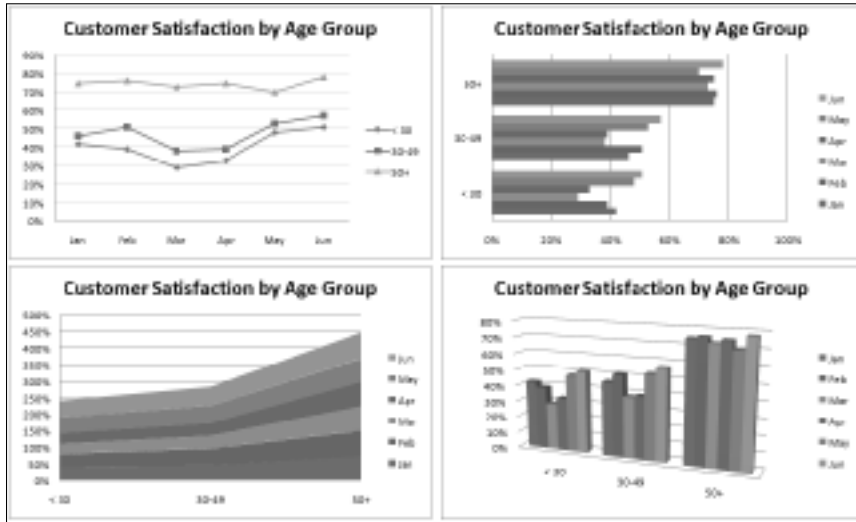 Customer Satisfaction by Age Group
90%
80%
70%
60%
50%
40%
30%
20%
10%
0%
Jan Feb Mar Apr May Jun
< 30
30-49
50+
Customer Satisfaction by Age Group
50+
30-49
< 30
0% 20% 40% 60% 80% 100%
Jun
May
Apr
Mar
Feb
Jan
Customer Satisfaction by Age Group
500%
450%
400%
350%
300%
250%
200%
150%
100%
50%
0%
< 30 30-49 50+
Jun
May
Apr
Mar
Feb
Jan
Customer Satisfaction by Age Group
80%
70%
60%
50%
40%
30%
20%
10%
0%
< 30
30-49
50+
Jan
Feb
Mar
Apr
May
Jun